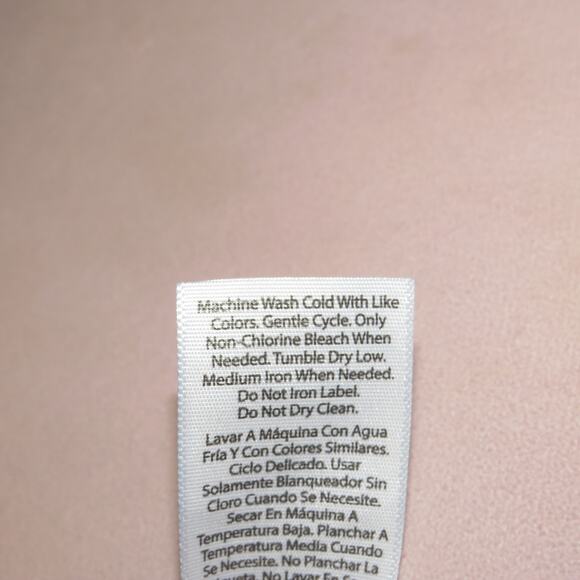 Machine Wash Cold With Like
Colors. Gentle Cycle. Only
Non-Chlorine Bleach When
Needed. Tumble Dry Low.
Medium Iron When Needed.
Do Not Iron Label.
Do Not Dry Clean.
Lavar A Máquina Con Agua
Fría Y Con Colores Similares.
Ciclo Delicado. Usar
Solamente Blanqueador Sin
Cloro Cuando Se Necesite.
Secar En Máquina A
Temperatura Baja. Planchar A
Temperatura Media Cuando
Se Necesite. No Planchar La
No Lavar En